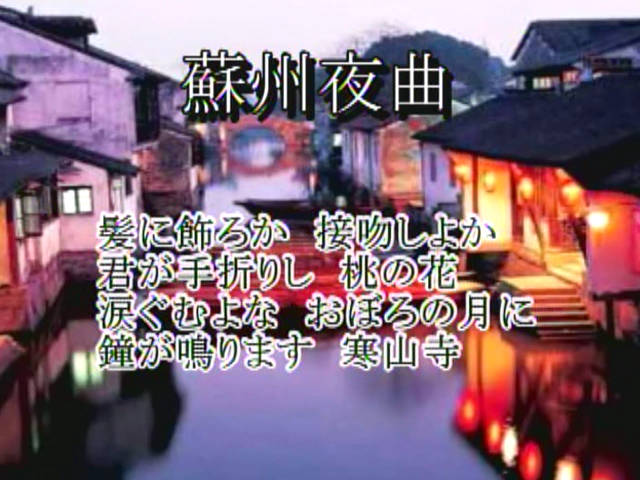 蘇州夜曲
髪に飾ろか　接吻しよか
君が手折りし　桃の花
涙ぐむよな　おぼろの月に
鐘が鳴ります　寒山寺